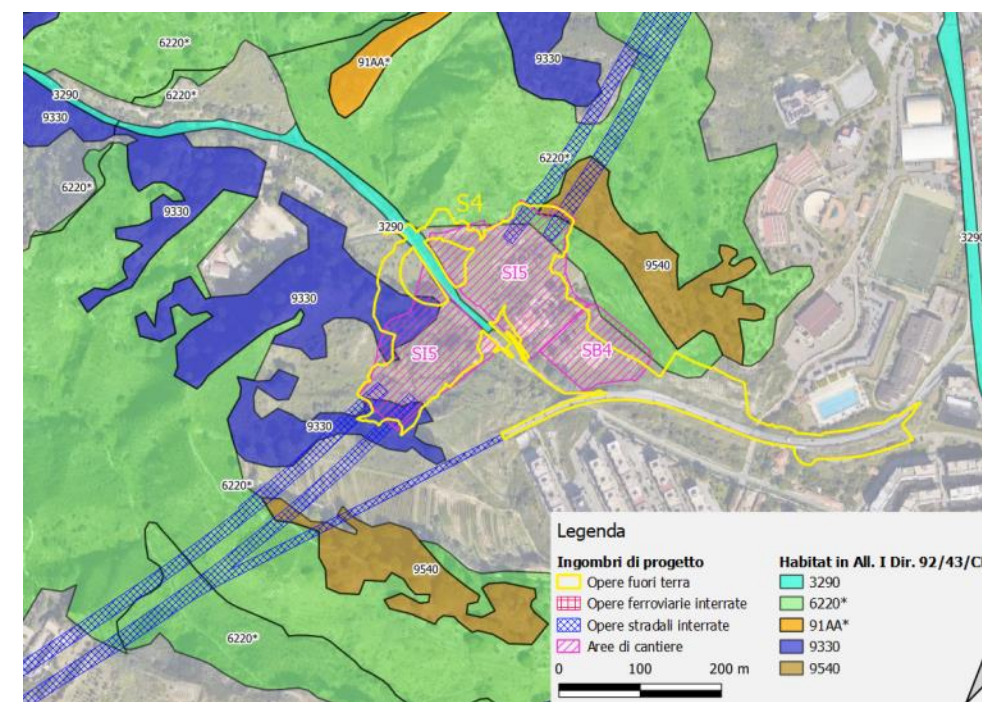 6220*
91AA*
9330
3290
6220*
9330
6220*
6220*
9330
S4
3290
3290
9540
SI5
9330
SI5
SB4
9330
6220*
9540
6220*
Legenda
Ingombri di progetto
Opere fuori terra
Opere ferroviarie interrate
Opere stradali interrate
Aree di cantiere
0 100 200 m
Habitat in All. I Dir. 92/43/C
3290
6220*
91AA*
9330
9540